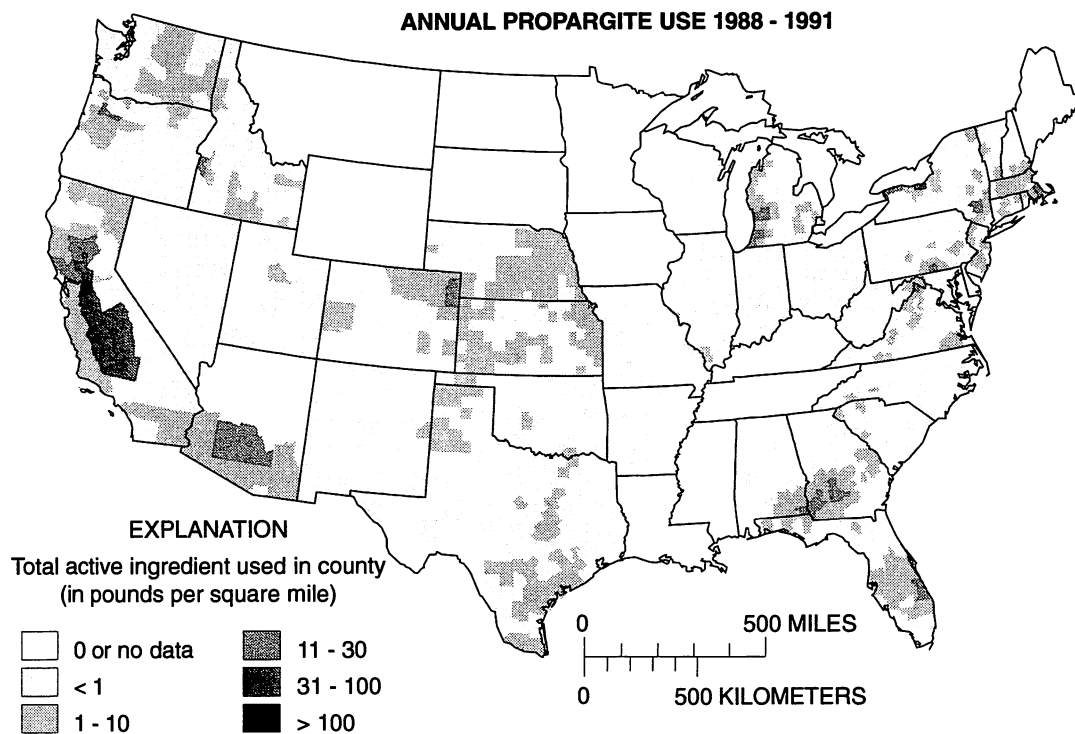 ANNUAL PROPARGITE USE 1988 - 1991
EXPLANATION
Total active ingredient used in county
(in pounds per square mile)
0 or no data
< 1
1 - 10
11 - 30
31 - 100
> 100
0 500 MILES
0 500 KILOMETERS